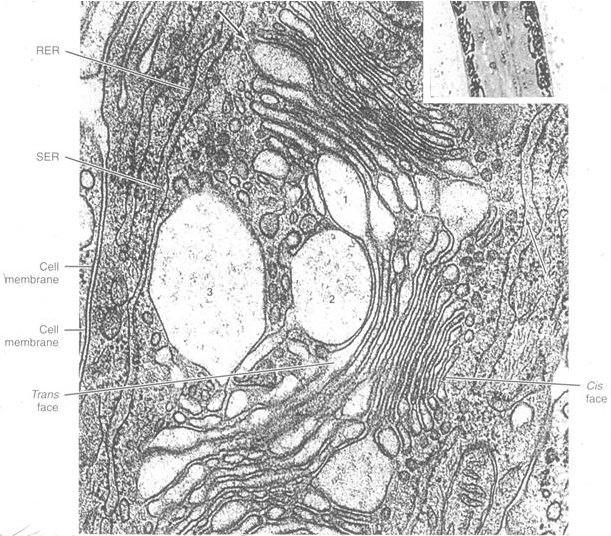 RER
SER
1
2
3
Cell
membrane
Cell
membrane
Trans
face
Cis
face